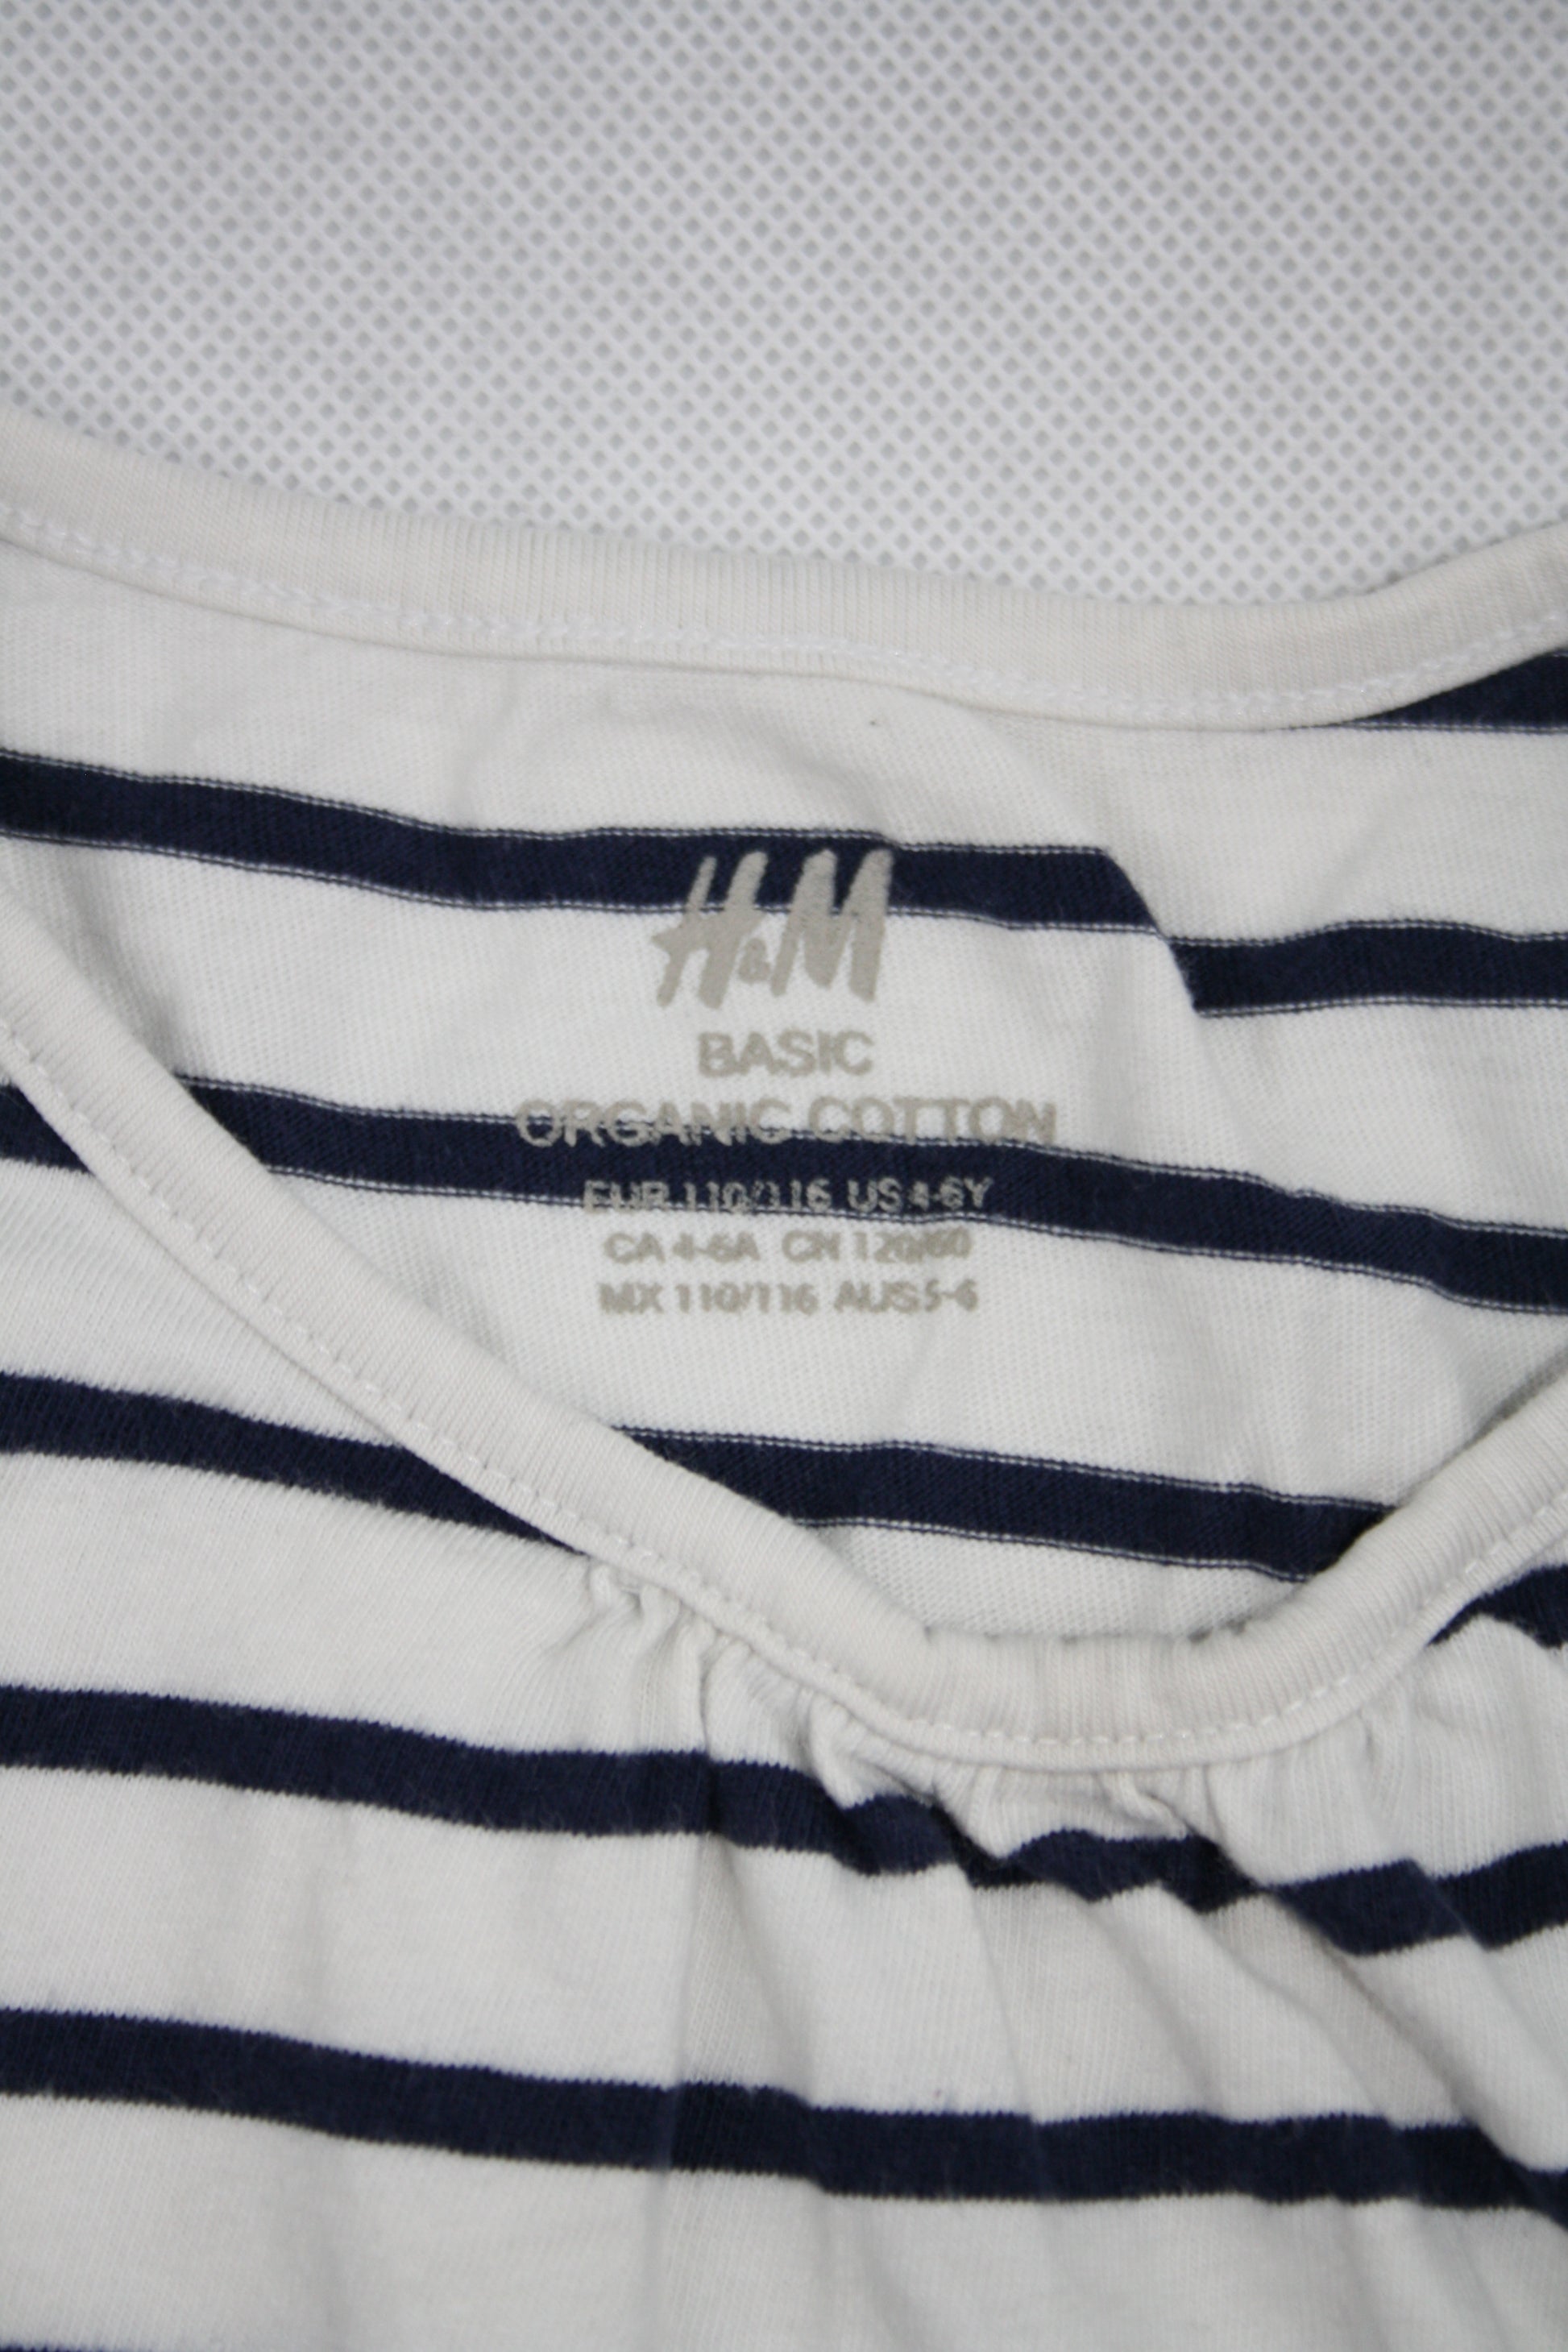 H&M
BASIC
ORGANIC COTTON
EUR 110/116 US 4-6Y
CA 4-6A CN 120/60
MX 110/116 AUS 5-6